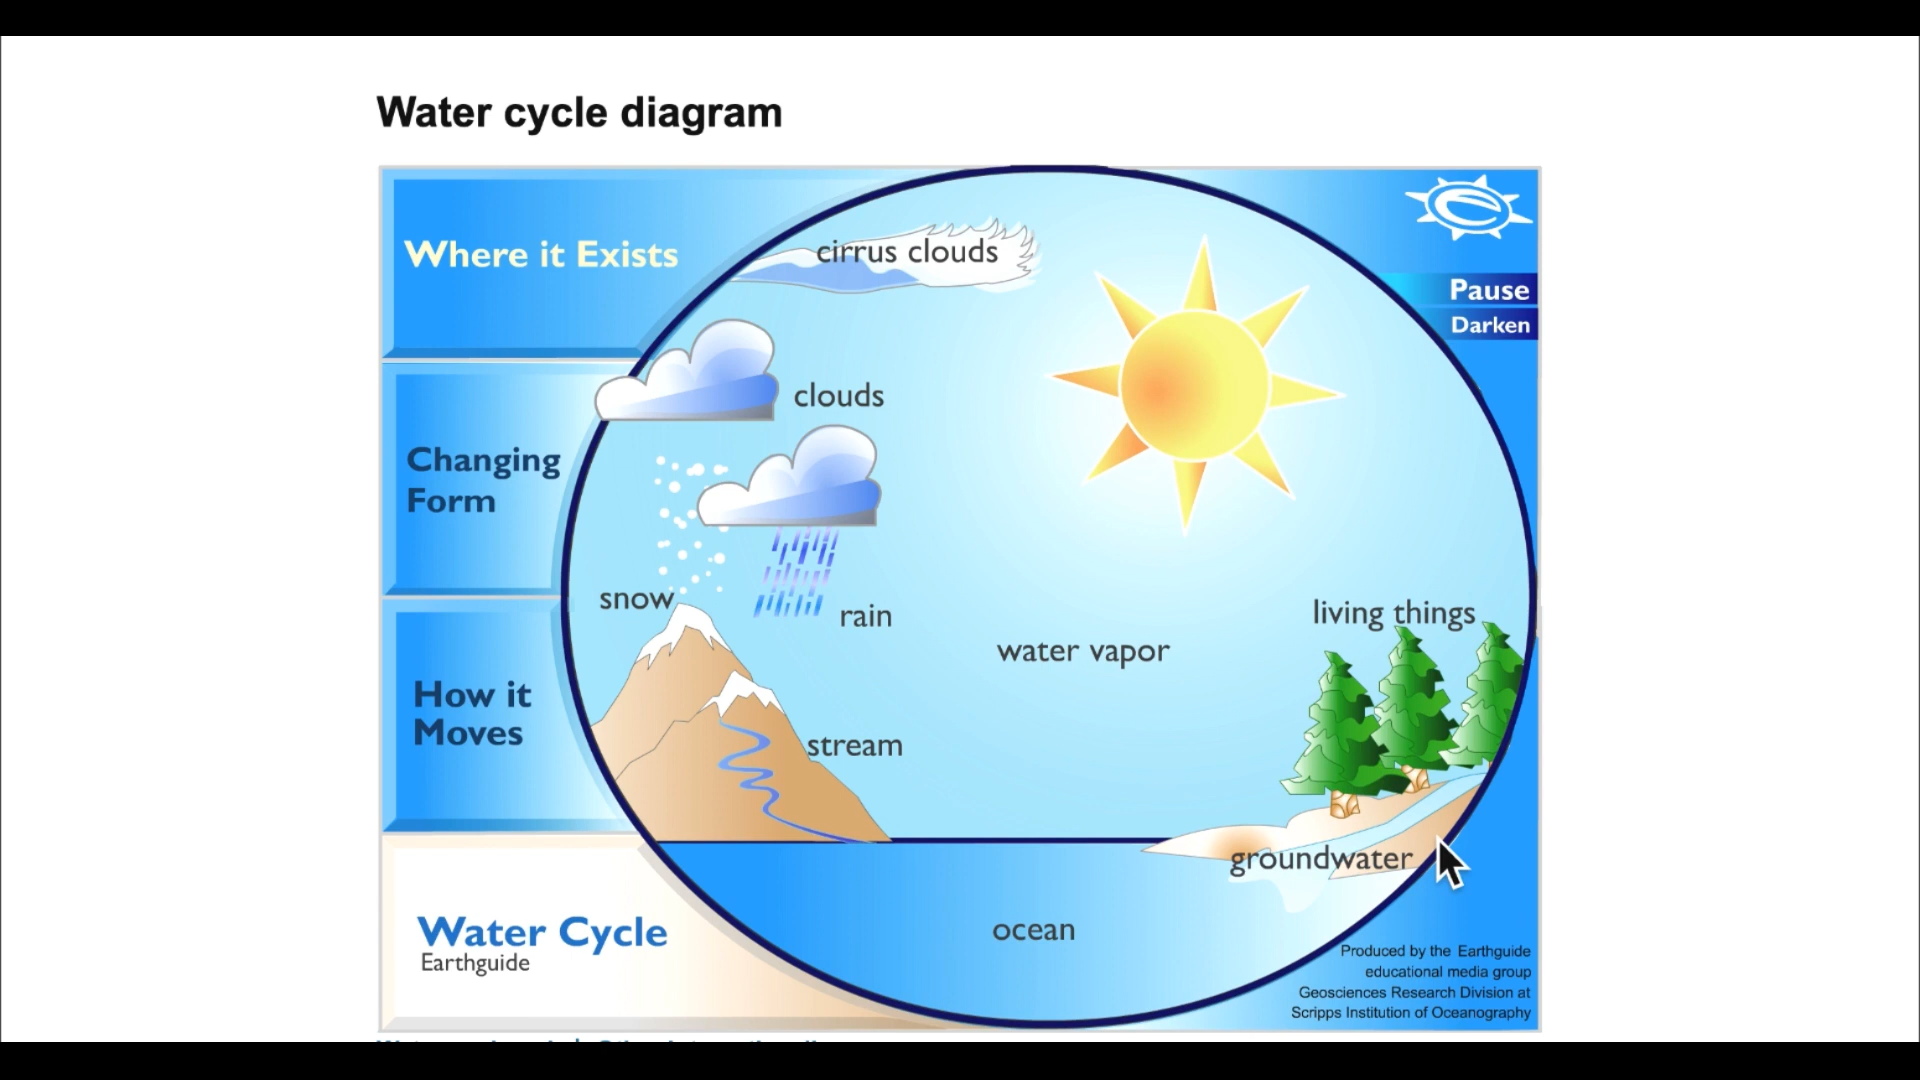 Water cycle diagram
Where it Exists
cirrus clouds
Pause
Darken
clouds
Changing
Form
snow
rain
living things
water vapor
How it
Moves
stream
groundwater
ocean
Water Cycle
Earthguide
Produced by the Earthguide
educational media group
Geosciences Research Division at
Scripps Institution of Oceanography